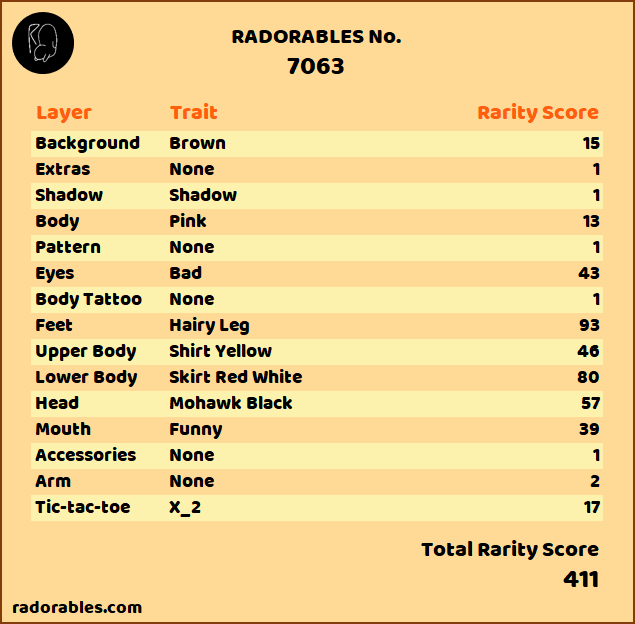 RADORABLES No.
7063
Layer Trait Rarity Score
Background Brown 15
Extras None 1
Shadow Shadow 1
Body Pink 13
Pattern None 1
Eyes Bad 43
Body Tattoo None 1
Feet Hairy Leg 93
Upper Body Shirt Yellow 46
Lower Body Skirt Red White 80
Head Mohawk Black 57
Mouth Funny 39
Accessories None 1
Arm None 2
Tic-tac-toe X_2 17
Total Rarity Score
411
radorables.com